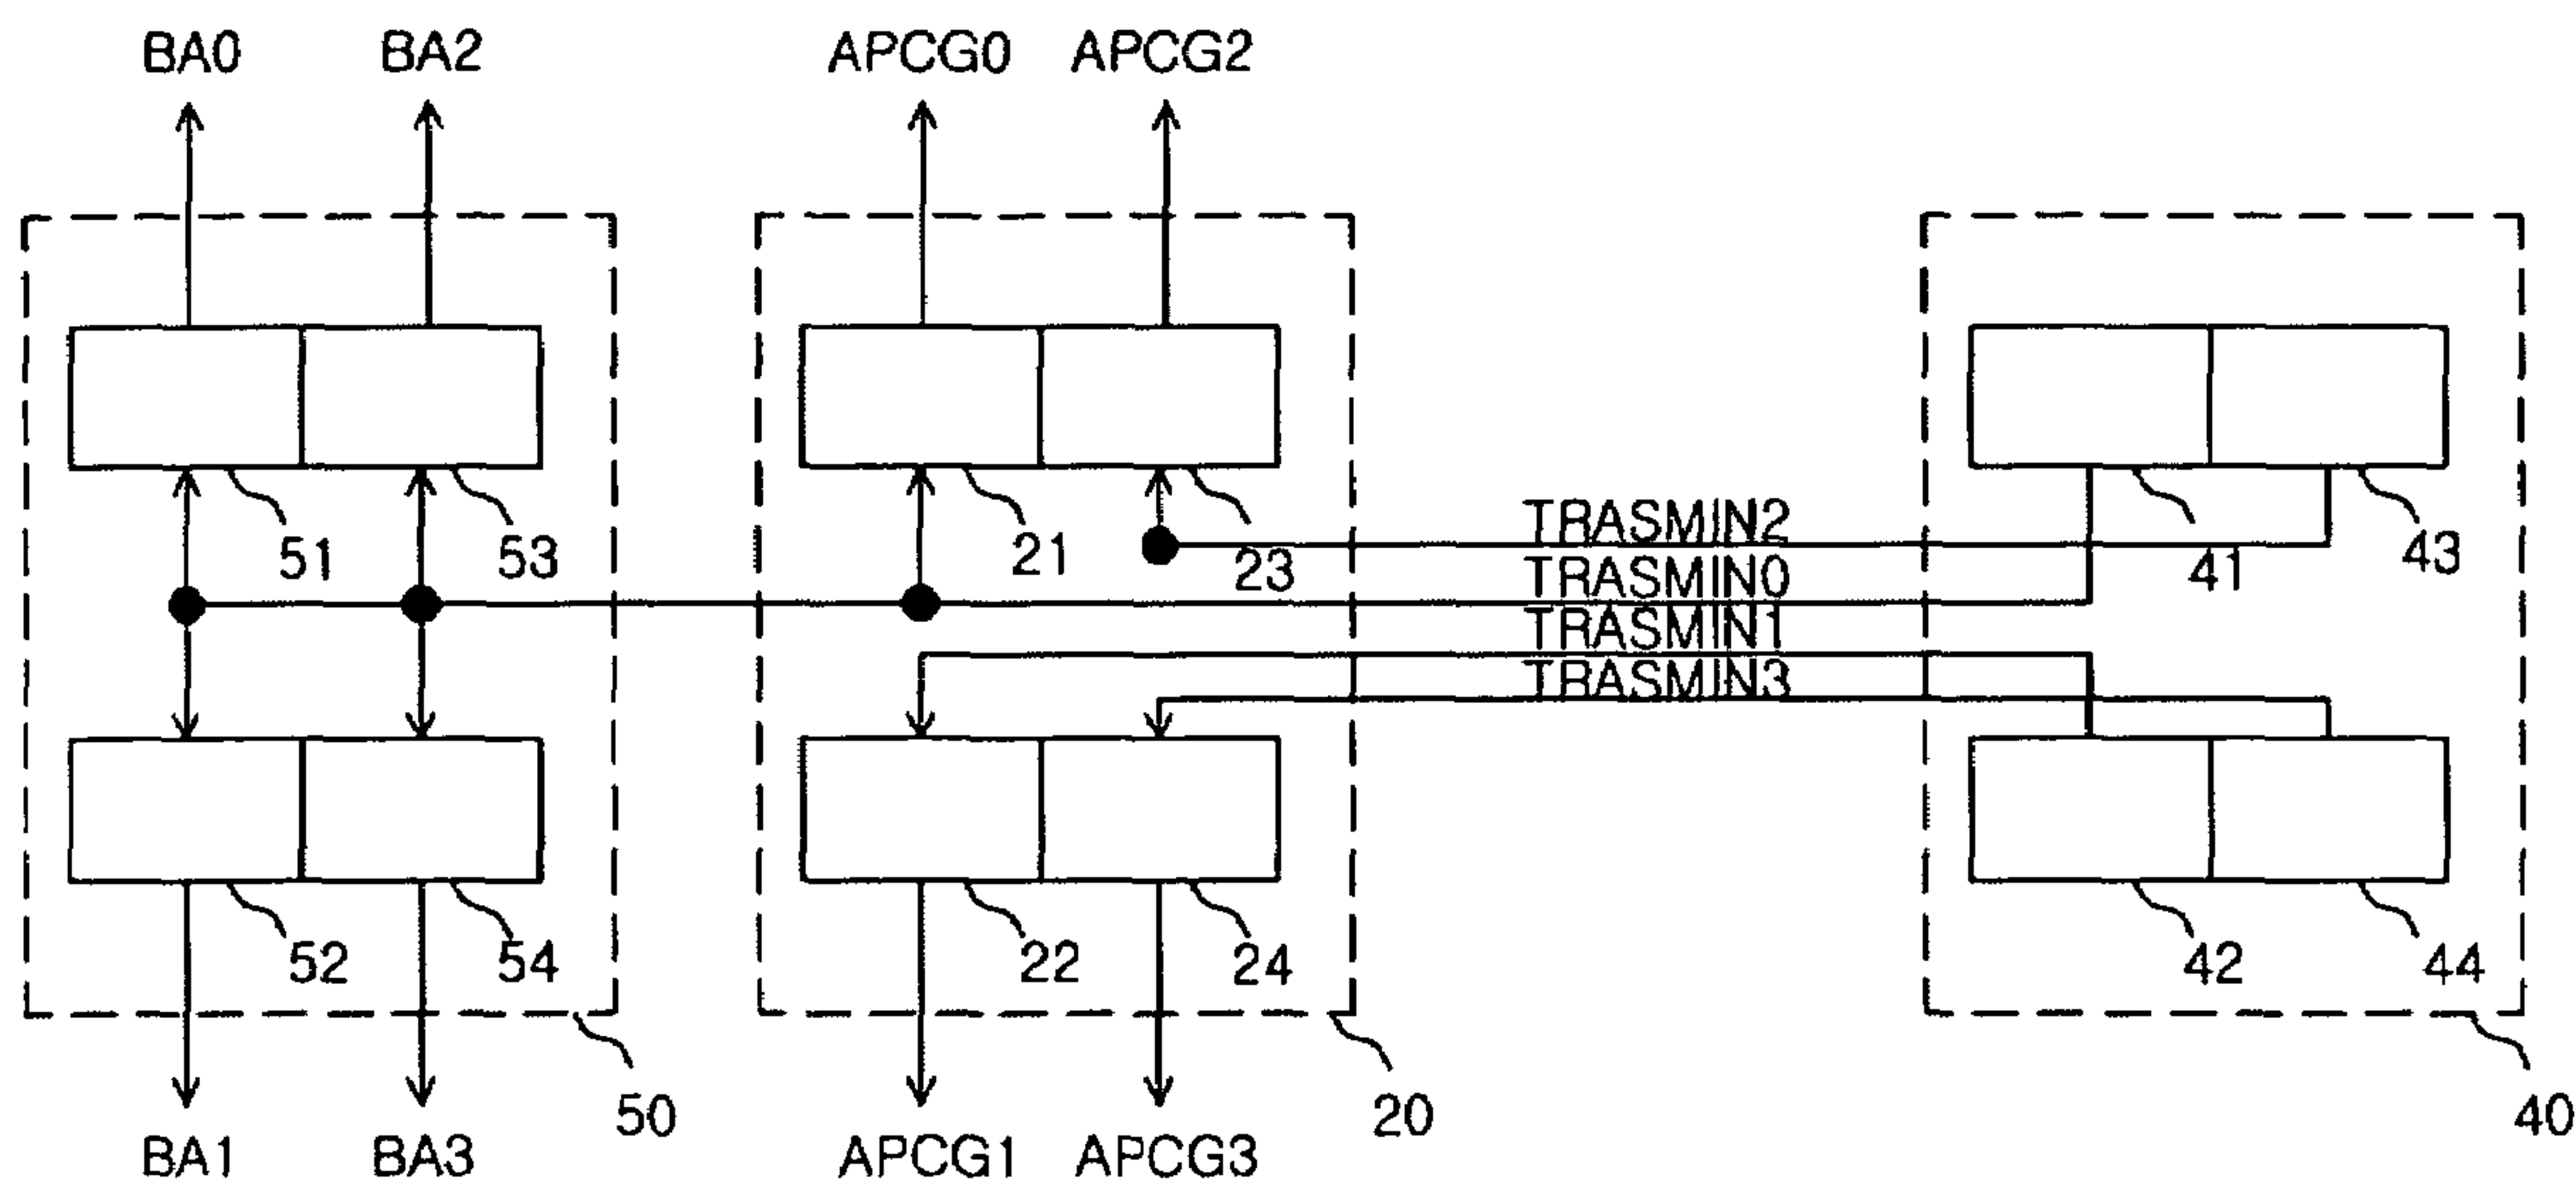 BA0 BA2 APCG0 APCG2
51 53 21 23 TRASMIN2 41 43
TRASMIN0
TRASMIN1
TRASMIN3
52 54 22 24 42 44
50 20 40
BA1 BA3 APCG1 APCG3